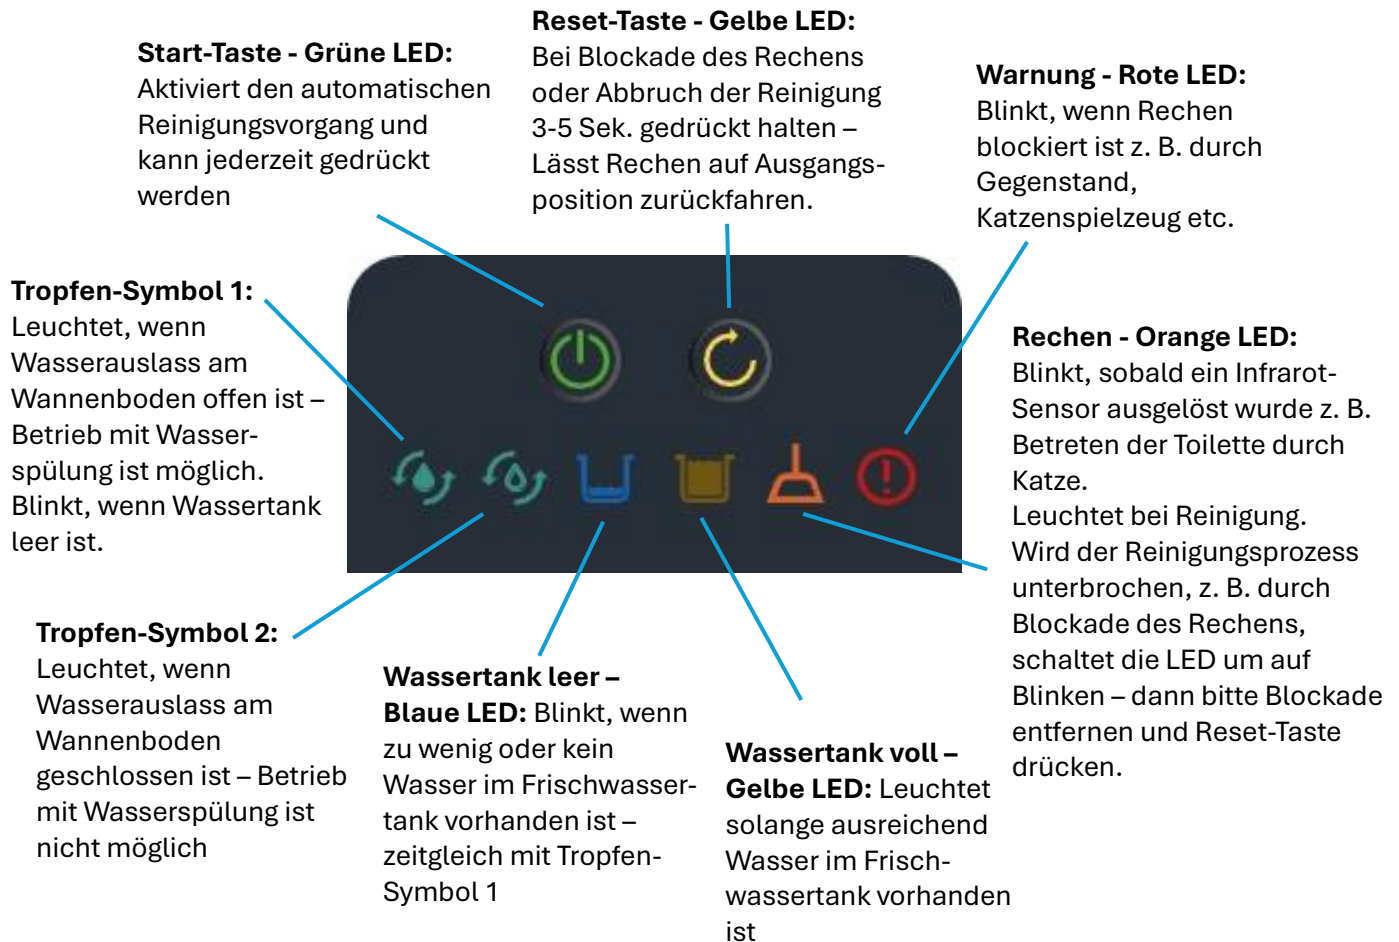 Start-Taste - Grüne LED:
Aktiviert den automatischen
Reinigungsvorgang und
kann jederzeit gedrückt
werden
Reset-Taste - Gelbe LED:
Bei Blockade des Rechens
oder Abbruch der Reinigung
3-5 Sek. gedrückt halten –
Lässt Rechen auf Ausgangs-
position zurückfahren.
Warnung - Rote LED:
Blinkt, wenn Rechen
blockiert ist z. B. durch
Gegenstand,
Katzenspielzeug etc.
Tropfen-Symbol 1:
Leuchtet, wenn
Wasserauslass am
Wannenboden offen ist –
Betrieb mit Wasser-
spülung ist möglich.
Blinkt, wenn Wassertank
leer ist.
Rechen - Orange LED:
Blinkt, sobald ein Infrarot-
Sensor ausgelöst wurde z. B.
Betreten der Toilette durch
Katze.
Leuchtet bei Reinigung.
Wird der Reinigungsprozess
unterbrochen, z. B. durch
Blockade des Rechens,
schaltet die LED um auf
Blinken – dann bitte Blockade
entfernen und Reset-Taste
drücken.
Tropfen-Symbol 2:
Leuchtet, wenn
Wasserauslass am
Wannenboden
geschlossen ist – Betrieb
mit Wasserspülung ist
nicht möglich
Wassertank leer –
Blaue LED: Blinkt, wenn
zu wenig oder kein
Wasser im Frischwasser-
tank vorhanden ist –
zeitgleich mit Tropfen-
Symbol 1
Wassertank voll –
Gelbe LED: Leuchtet
solange ausreichend
Wasser im Frisch-
wassertank vorhanden
ist